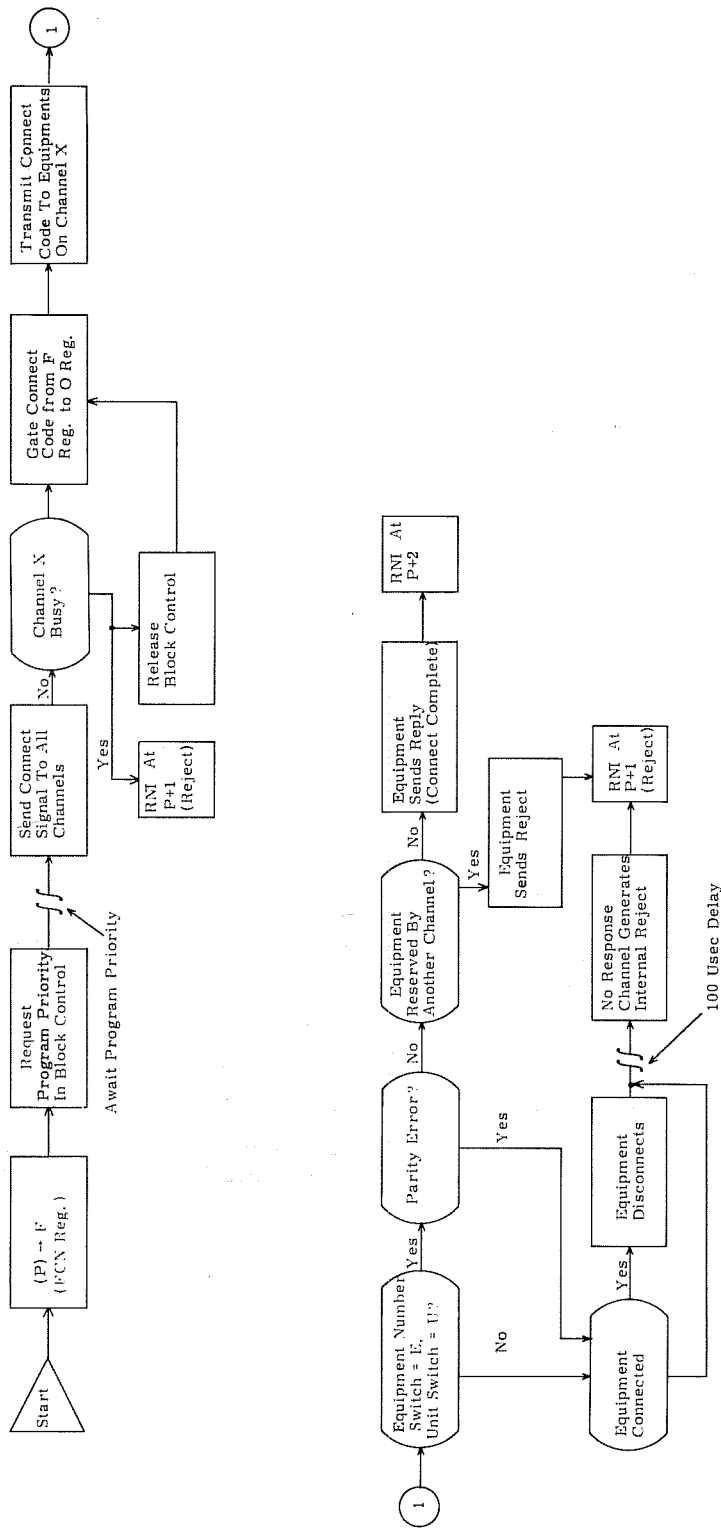 Start
(P) → F
(FCN Reg.)
Request
Program Priority
In Block Control
Await Program Priority
Send Connect
Signal To All
Channels
No
Channel X
Busy?
Yes
RNI At
P+1
(Reject)
Release
Block Control
Gate Connect
Code from F
Reg. to O Reg.
Transmit Connect
Code To Equipments
On Channel X
1
1
Equipment Number
Switch = E,
Unit Switch = U?
Yes
No
Parity Error?
No
Yes
Equipment
Reserved By
Another Channel?
No
Yes
Equipment
Sends Reply
(Connect Complete)
RNI At
P+2
Equipment
Sends Reject
Equipment
Connected
Yes
Equipment
Disconnects
100 Usec Delay
No Response
Channel Generates
Internal Reject
RNI At
P+1
(Reject)